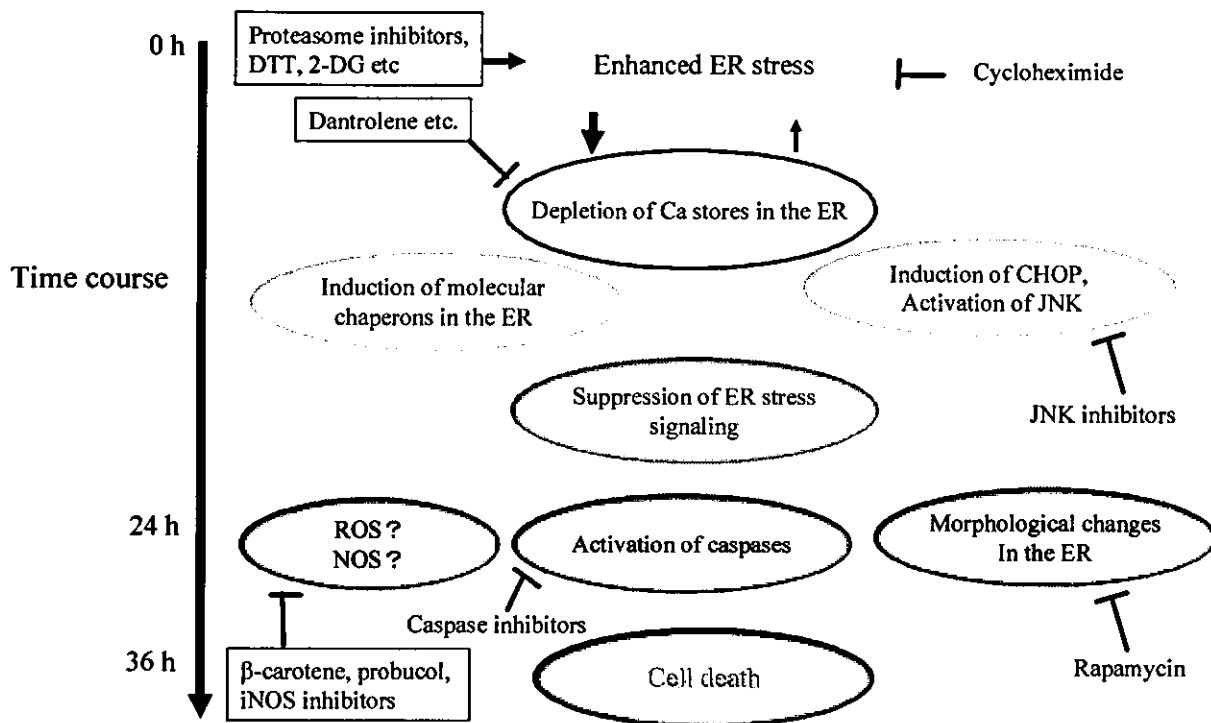 0 h
Proteasome inhibitors,
DTT, 2-DG etc
Enhanced ER stress
Cycloheximide
Dantrolene etc.
Depletion of Ca stores in the ER
Time course
Induction of molecular
chaperons in the ER
Induction of CHOP,
Activation of JNK
Suppression of ER stress
signaling
JNK inhibitors
24 h
ROS?
NOS?
Activation of caspases
Morphological changes
In the ER
Caspase inhibitors
36 h
β-carotene, probucol,
iNOS inhibitors
Cell death
Rapamycin